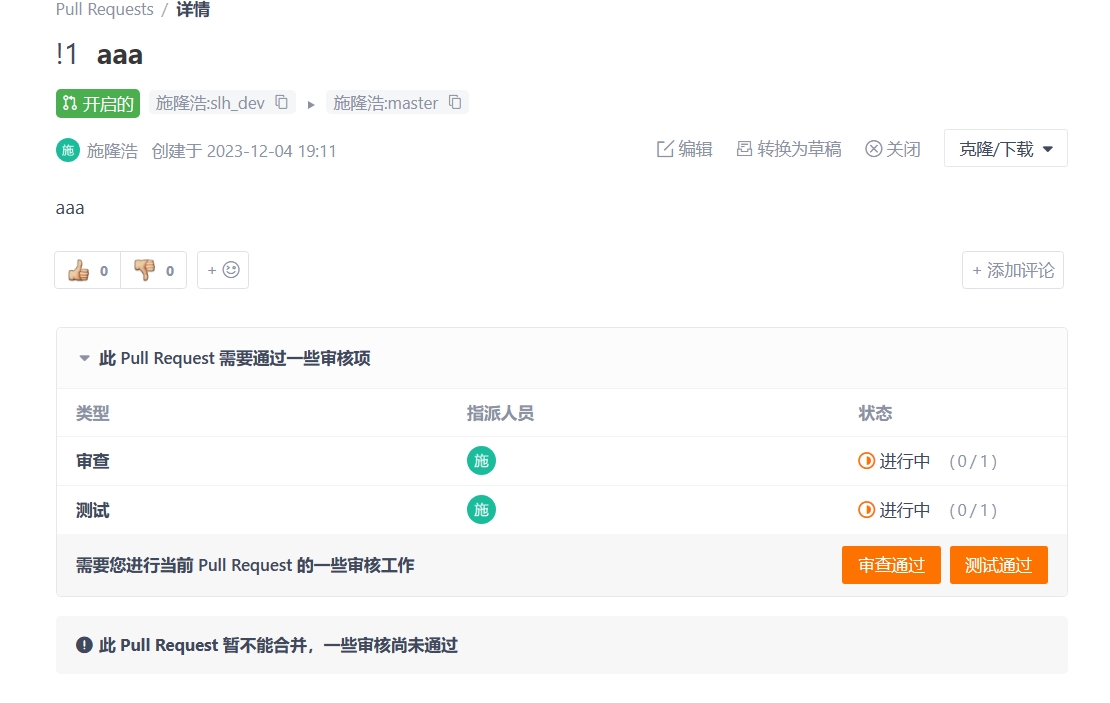 Pull Requests / 详情
!1 aaa
开启的 施隆浩:slh_dev 施隆浩:master
施 施隆浩 创建于 2023-12-04 19:11 编辑 转换为草稿 关闭 克隆/下载
aaa
0 0 + + 添加评论
此 Pull Request 需要通过一些审核项
类型 指派人员 状态
审查 施 进行中 (0/1)
测试 施 进行中 (0/1)
需要您进行当前 Pull Request 的一些审核工作 审查通过 测试通过
此 Pull Request 暂不能合并，一些审核尚未通过